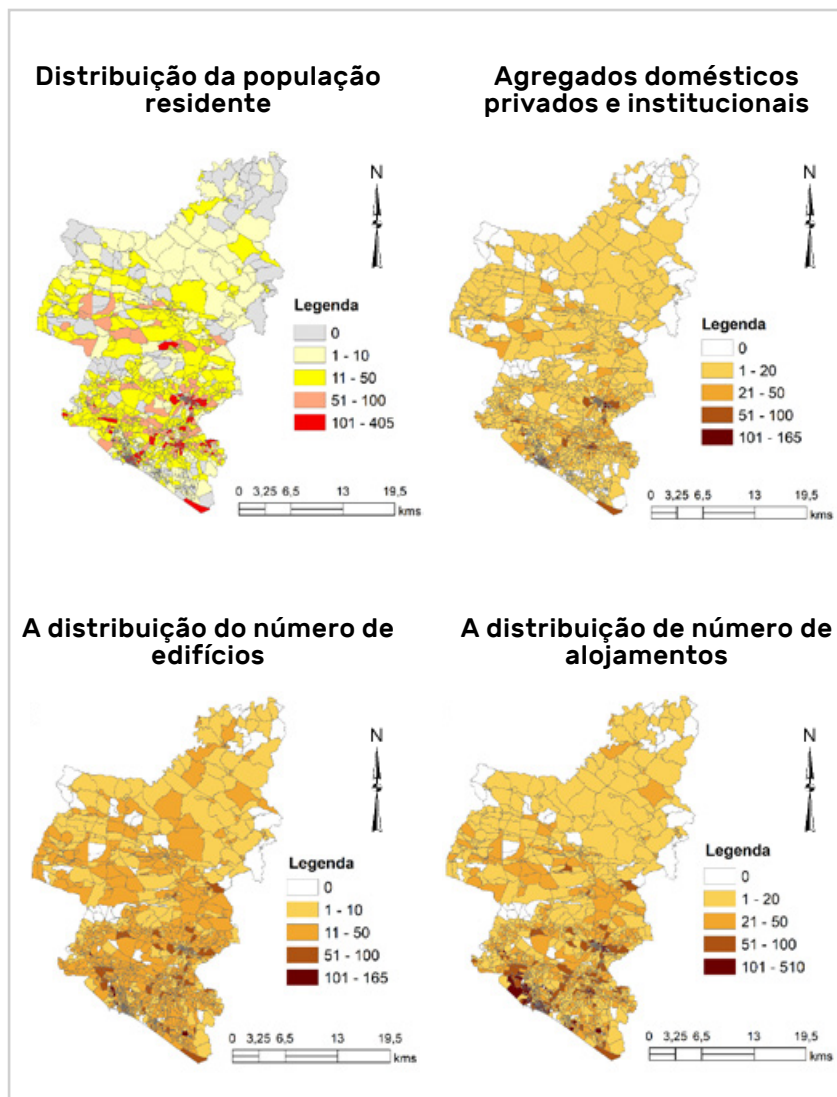 Distribuição da população
residente
N
Legenda
0
1 - 10
11 - 50
51 - 100
101 - 405
0 3,25 6,5 13 19,5
kms
Agregados domésticos
privados e institucionais
N
Legenda
0
1 - 20
21 - 50
51 - 100
101 - 165
0 3,25 6,5 13 19,5
kms
A distribuição do número de
edifícios
N
Legenda
0
1 - 10
11 - 50
51 - 100
101 - 165
0 3,25 6,5 13 19,5
kms
A distribuição de número de
alojamentos
N
Legenda
0
1 - 20
21 - 50
51 - 100
101 - 510
0 3,25 6,5 13 19,5
kms